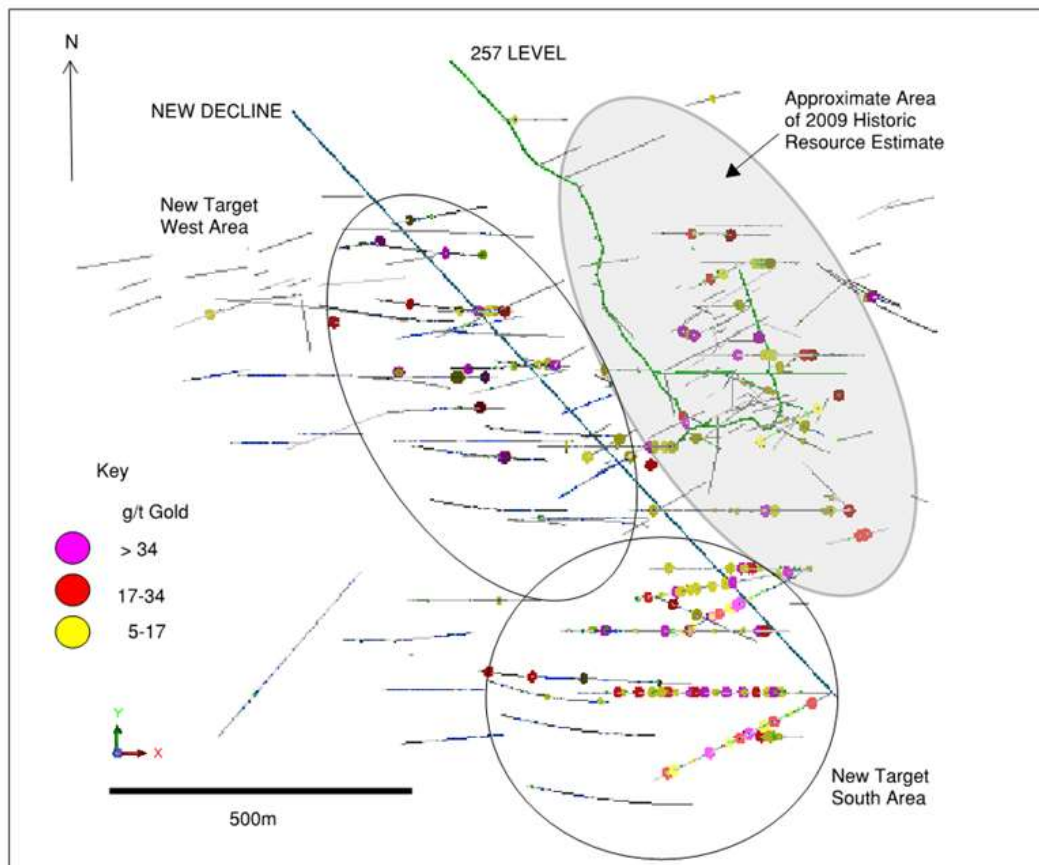 N
257 LEVEL
NEW DECLINE
Approximate Area
of 2009 Historic
Resource Estimate
New Target
West Area
Key
g/t Gold
> 34
17-34
5-17
Y
X
500m
New Target
South Area